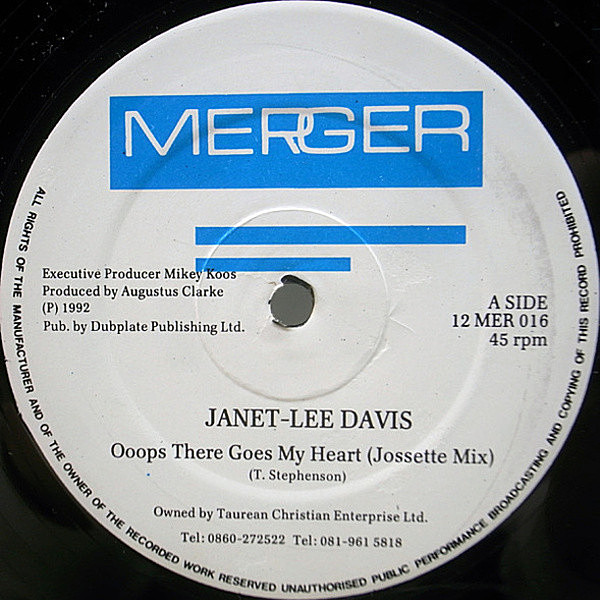 MERGER
Executive Producer Mikey Koos
Produced by Augustus Clarke
(P) 1992
Pub. by Dubplate Publishing Ltd.
A SIDE
12 MER 016
45 rpm
JANET-LEE DAVIS
Ooops There Goes My Heart (Jossette Mix)
(T. Stephenson)
Owned by Taurean Christian Enterprise Ltd.
Tel: 0860-272522 Tel: 081-961 5818
ALL RIGHTS OF THE MANUFACTURER AND OF THE OWNER OF THE RECORDED WORK RESERVED UNAUTHORISED PUBLIC PERFORMANCE BROADCASTING AND COPYING OF THIS RECORD PROHIBITED